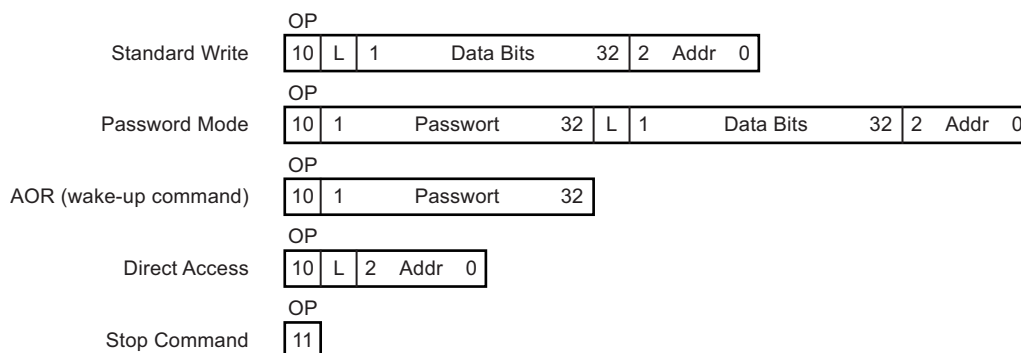 OP
Standard Write 10 L 1 Data Bits 32 2 Addr 0
OP
Password Mode 10 1 Passwort 32 L 1 Data Bits 32 2 Addr 0
OP
AOR (wake-up command) 10 1 Passwort 32
OP
Direct Access 10 L 2 Addr 0
OP
Stop Command 11